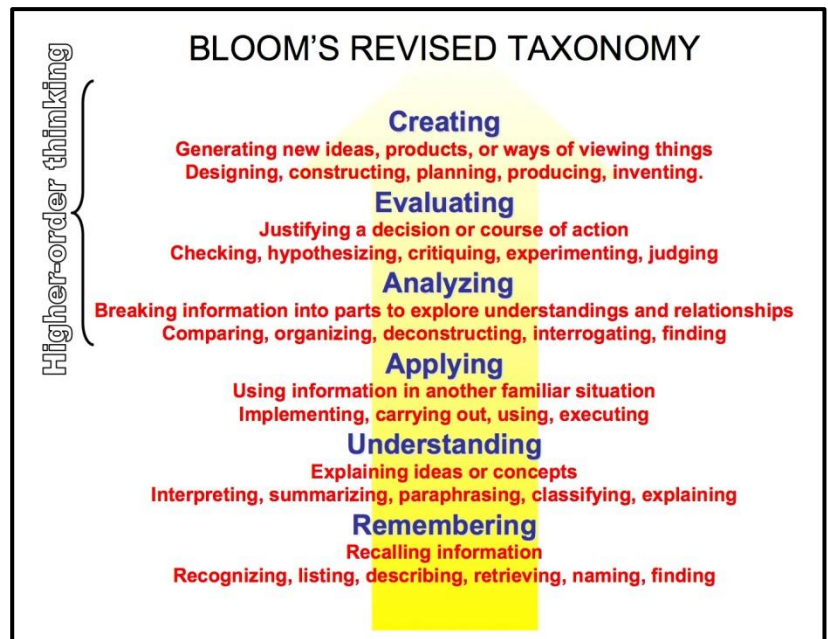 Higher-order thinking
BLOOM'S REVISED TAXONOMY
Creating
Generating new ideas, products, or ways of viewing things
Designing, constructing, planning, producing, inventing.
Evaluating
Justifying a decision or course of action
Checking, hypothesizing, critiquing, experimenting, judging
Analyzing
Breaking information into parts to explore understandings and relationships
Comparing, organizing, deconstructing, interrogating, finding
Applying
Using information in another familiar situation
Implementing, carrying out, using, executing
Understanding
Explaining ideas or concepts
Interpreting, summarizing, paraphrasing, classifying, explaining
Remembering
Recalling information
Recognizing, listing, describing, retrieving, naming, finding